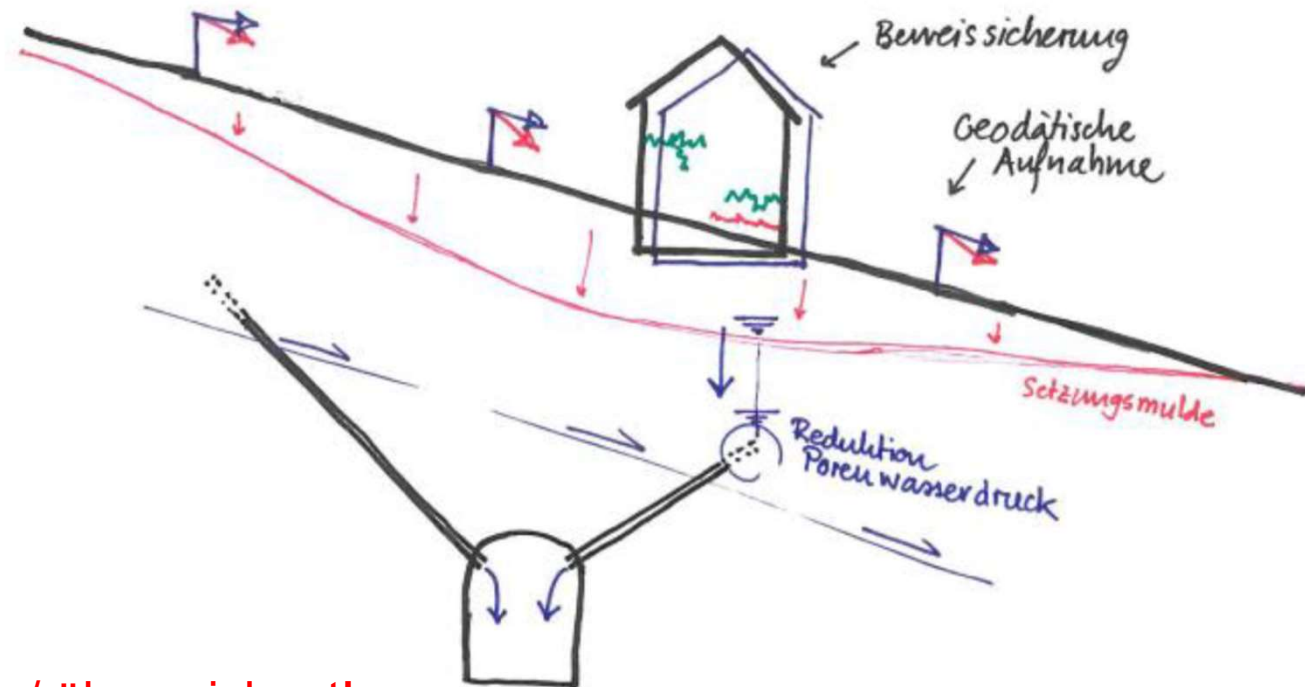 Beweissicherung
Geodätische
Aufnahme
Setzungsmulde
Reduktion
Porenwasserdruck